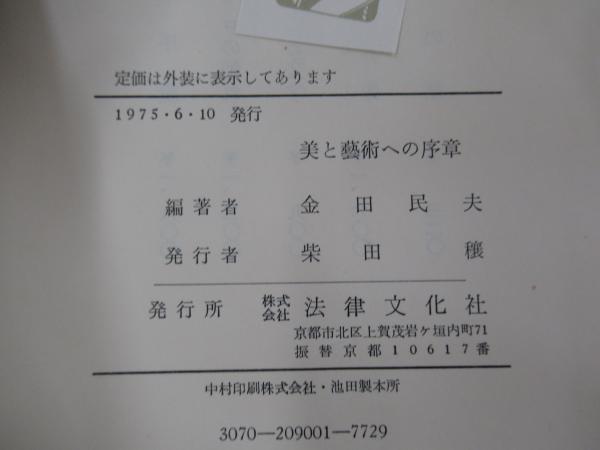 定価は外装に表示してあります
1975・6・10 発行
美と藝術への序章
編著者 金田民夫
発行者 柴田穰
発行所 株式会社 法律文化社
京都市北区上賀茂岩ケ垣内町71
振替京都10617番
中村印刷株式会社・池田製本所
3070—209001—7729